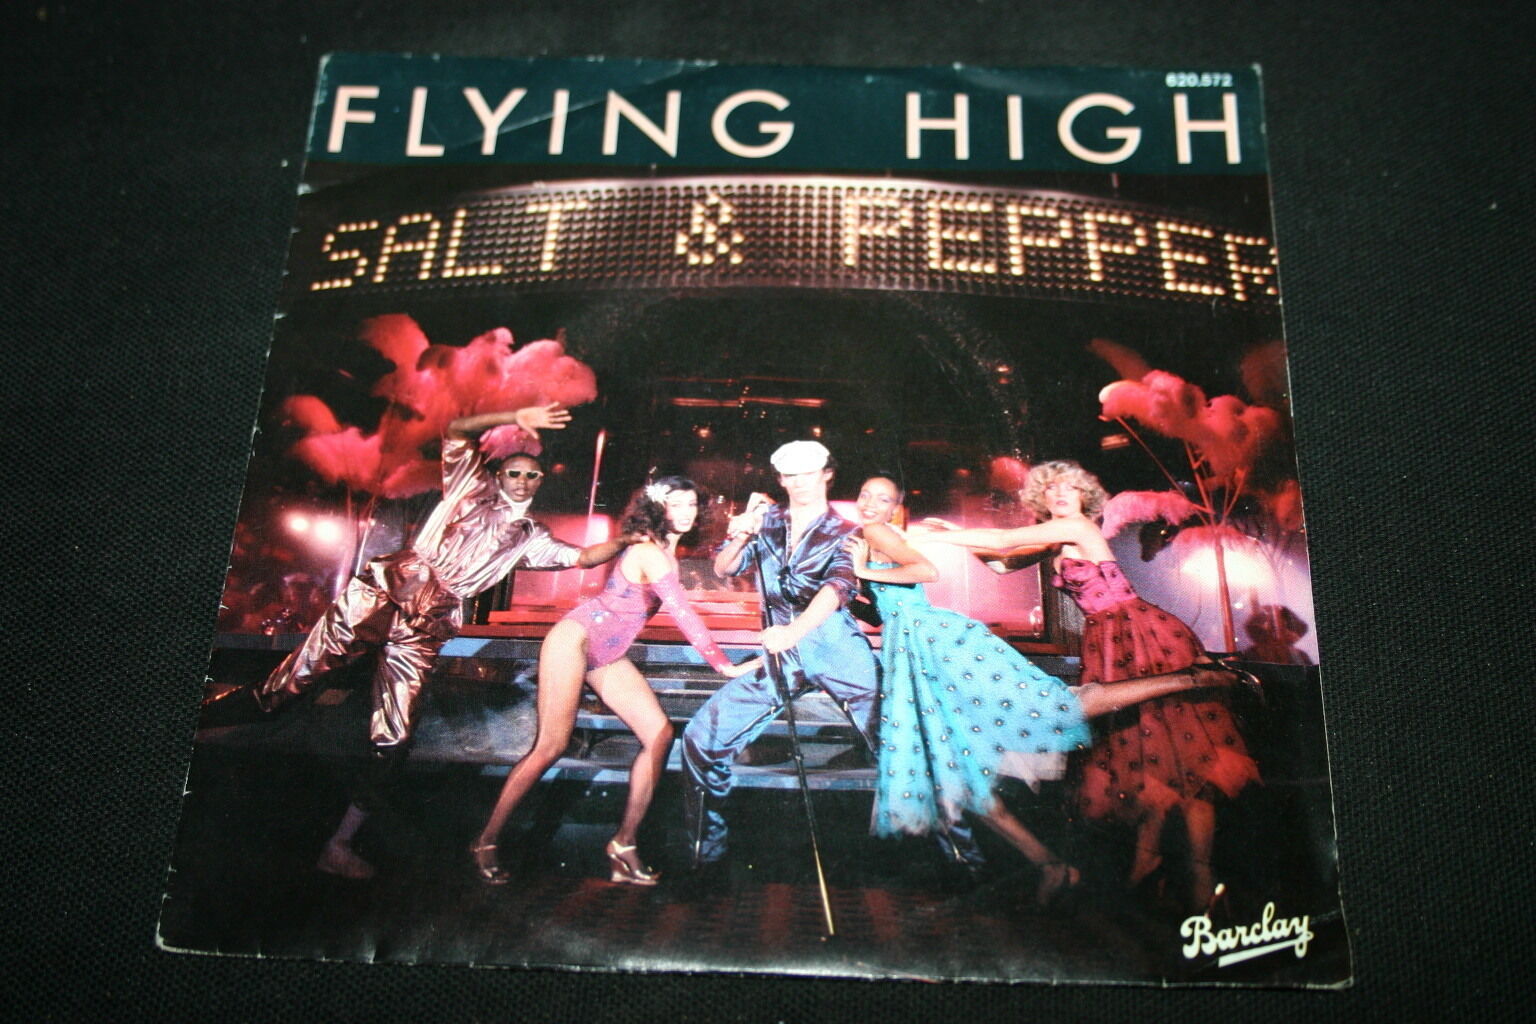 620.572
FLYING HIGH
SALT & PEPPER
Barclay